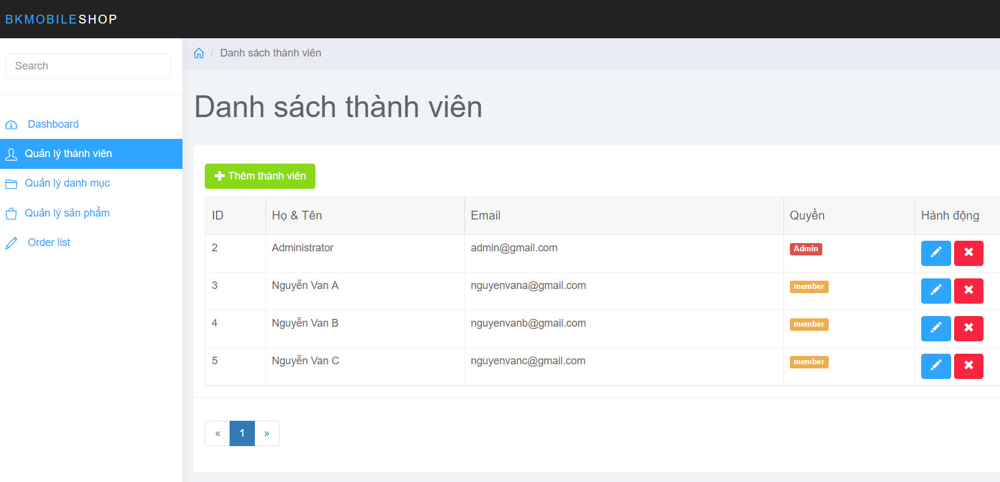 BKMOBILESHOP
Search
Dashboard
Quản lý thành viên
Quản lý danh mục
Quản lý sản phẩm
Order list
/ Danh sách thành viên
Danh sách thành viên
Thêm thành viên
ID Họ & Tên Email Quyền Hành động
2 Administrator admin@gmail.com Admin
3 Nguyễn Van A nguyenvana@gmail.com member
4 Nguyễn Van B nguyenvanb@gmail.com member
5 Nguyễn Van C nguyenvanc@gmail.com member
« 1 »